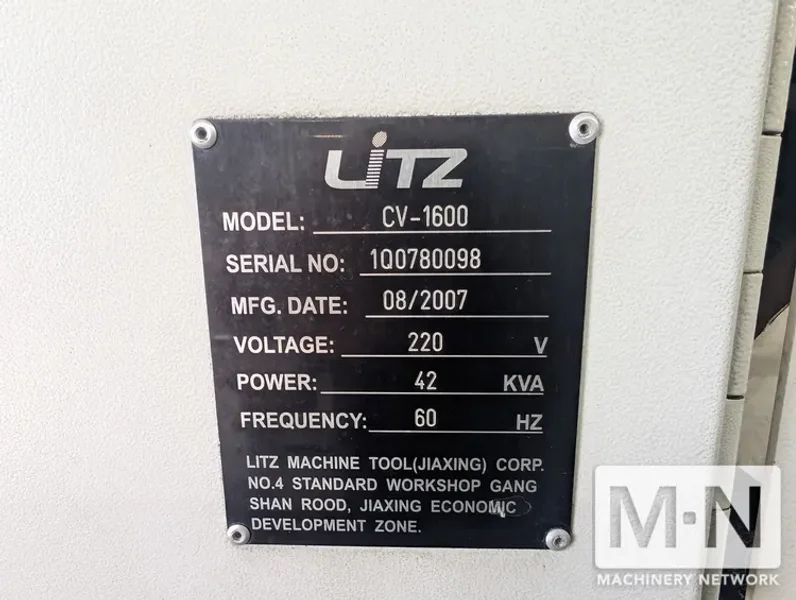 LiTZ
MODEL: CV-1600
SERIAL NO: 1Q0780098
MFG. DATE: 08/2007
VOLTAGE: 220 V
POWER: 42 KVA
FREQUENCY: 60 HZ
LITZ MACHINE TOOL(JIAXING) CORP.
NO.4 STANDARD WORKSHOP GANG
SHAN ROOD, JIAXING ECONOMIC
DEVELOPMENT ZONE.
M·N
MACHINERY NETWORK